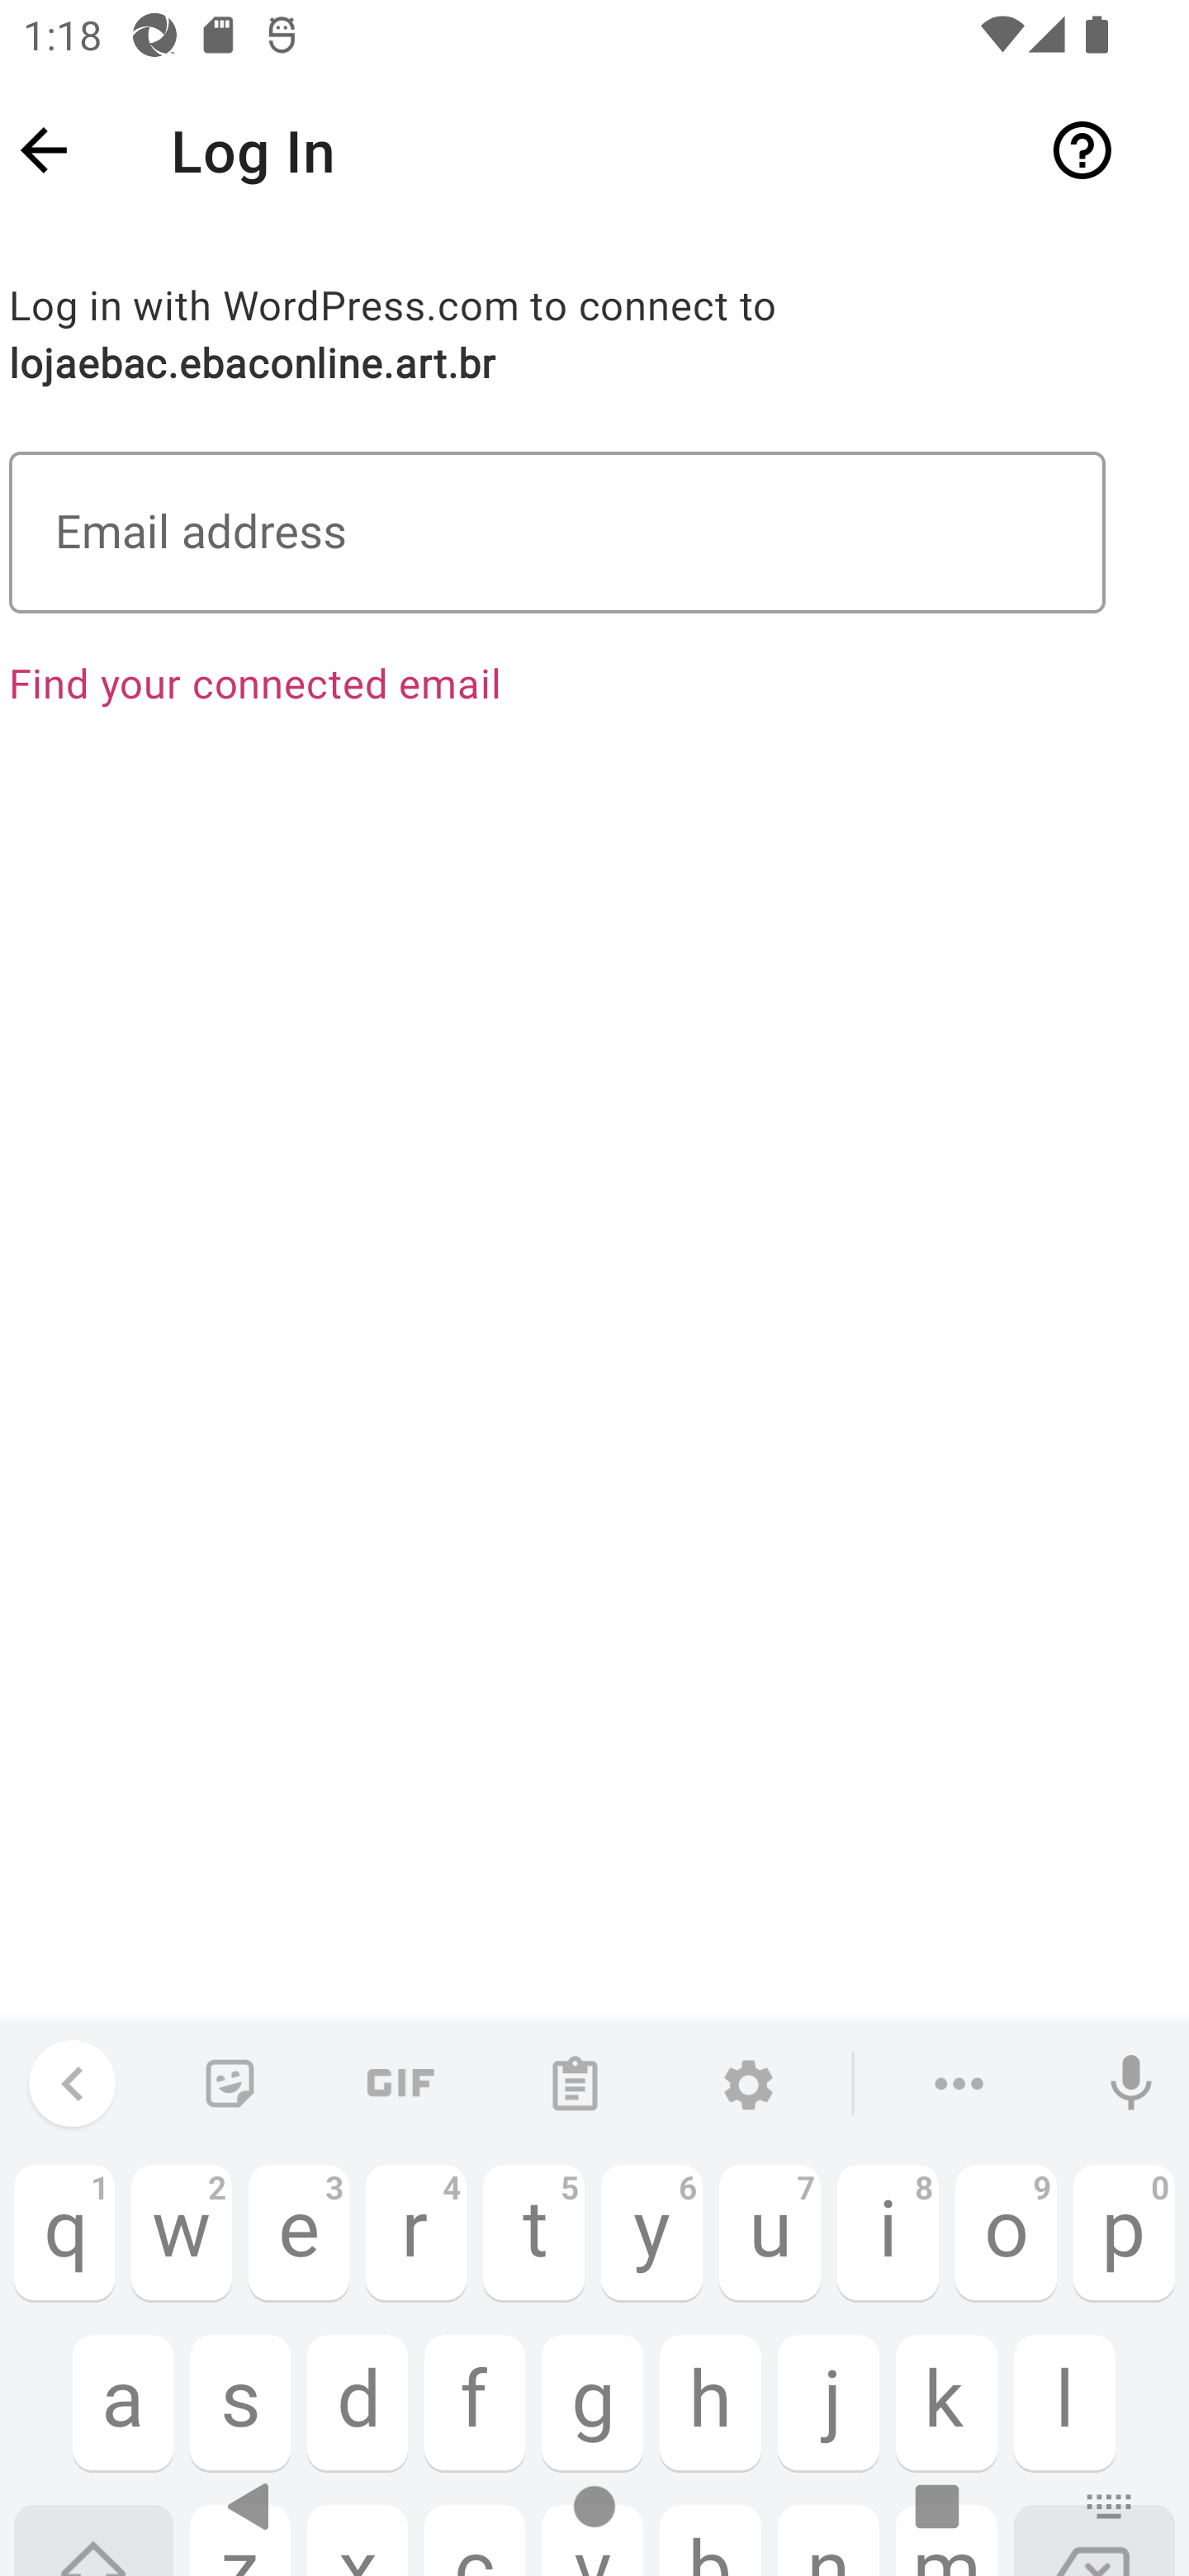 1:18
Log In
Log in with WordPress.com to connect to
lojaebac.ebaconline.art.br
Email address
Find your connected email
GIF
1 2 3 4 5 6 7 8 9 0
q w e r t y u i o p
a s d f g h j k l
z x c v b n m